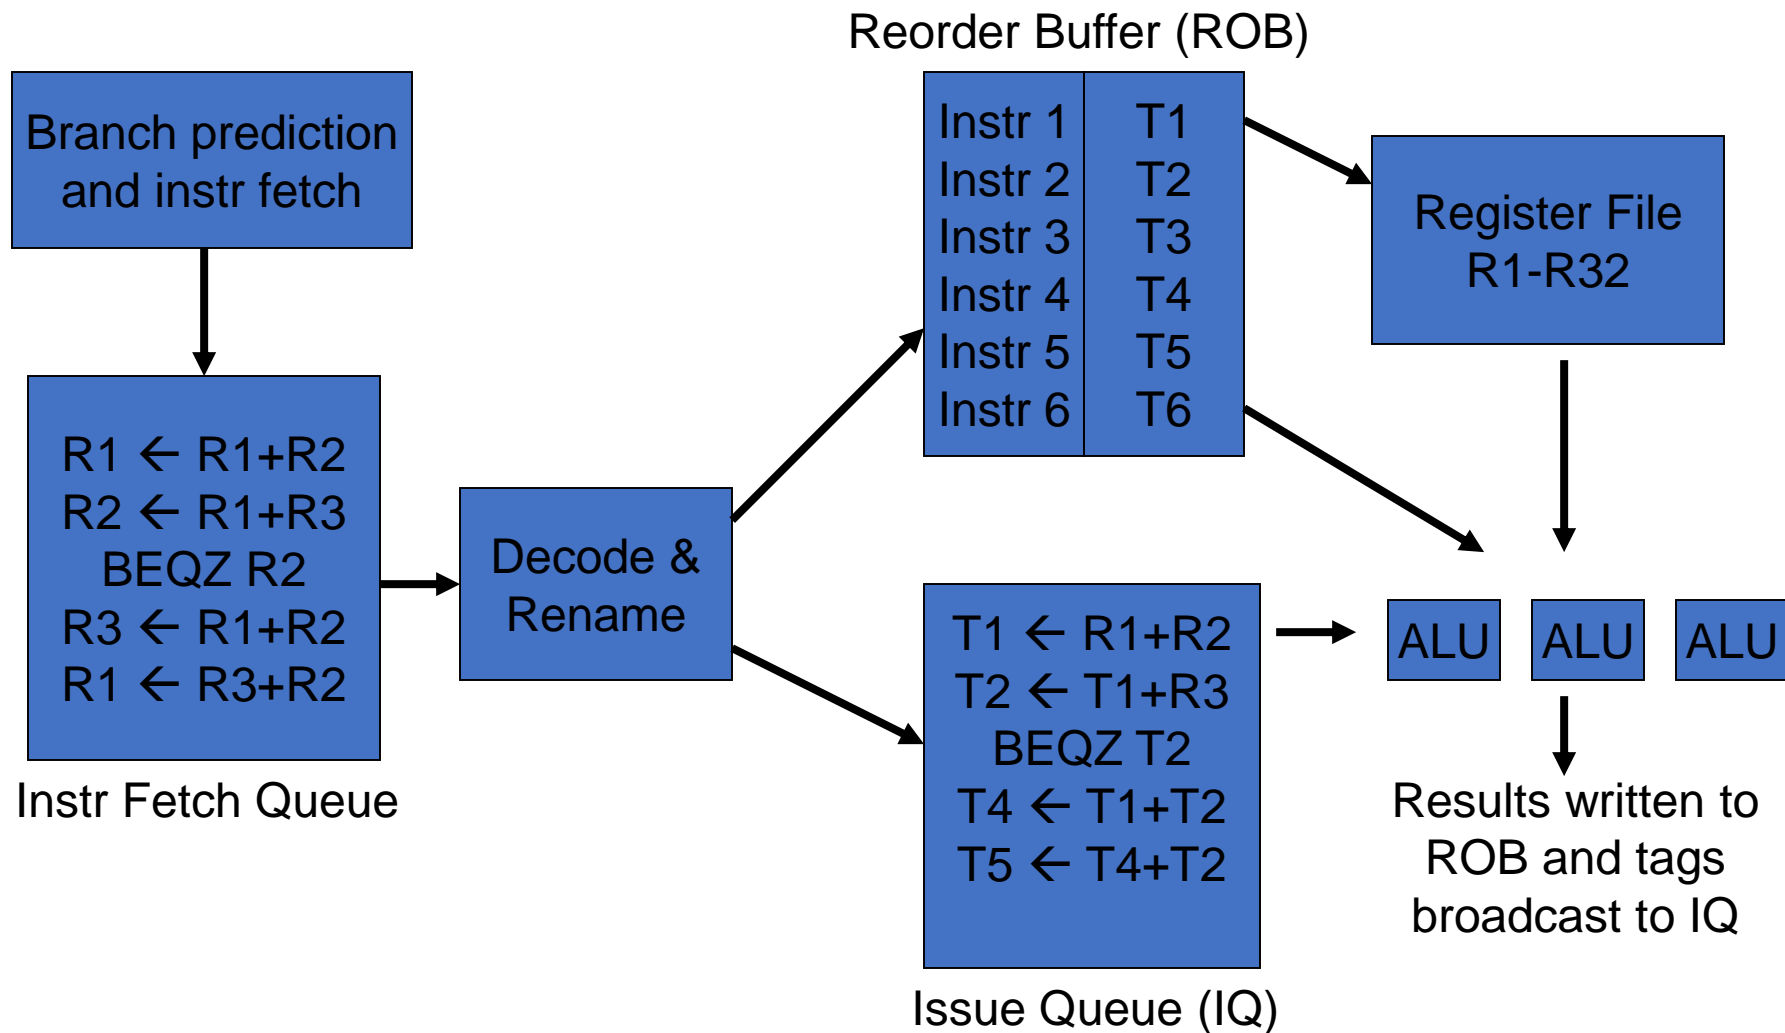 Reorder Buffer (ROB)
Branch prediction
and instr fetch
Instr 1 T1
Instr 2 T2
Instr 3 T3
Instr 4 T4
Instr 5 T5
Instr 6 T6
Register File
R1-R32
R1 ← R1+R2
R2 ← R1+R3
BEQZ R2
R3 ← R1+R2
R1 ← R3+R2
Instr Fetch Queue
Decode &
Rename
T1 ← R1+R2
T2 ← T1+R3
BEQZ T2
T4 ← T1+T2
T5 ← T4+T2
Issue Queue (IQ)
ALU ALU ALU
Results written to
ROB and tags
broadcast to IQ